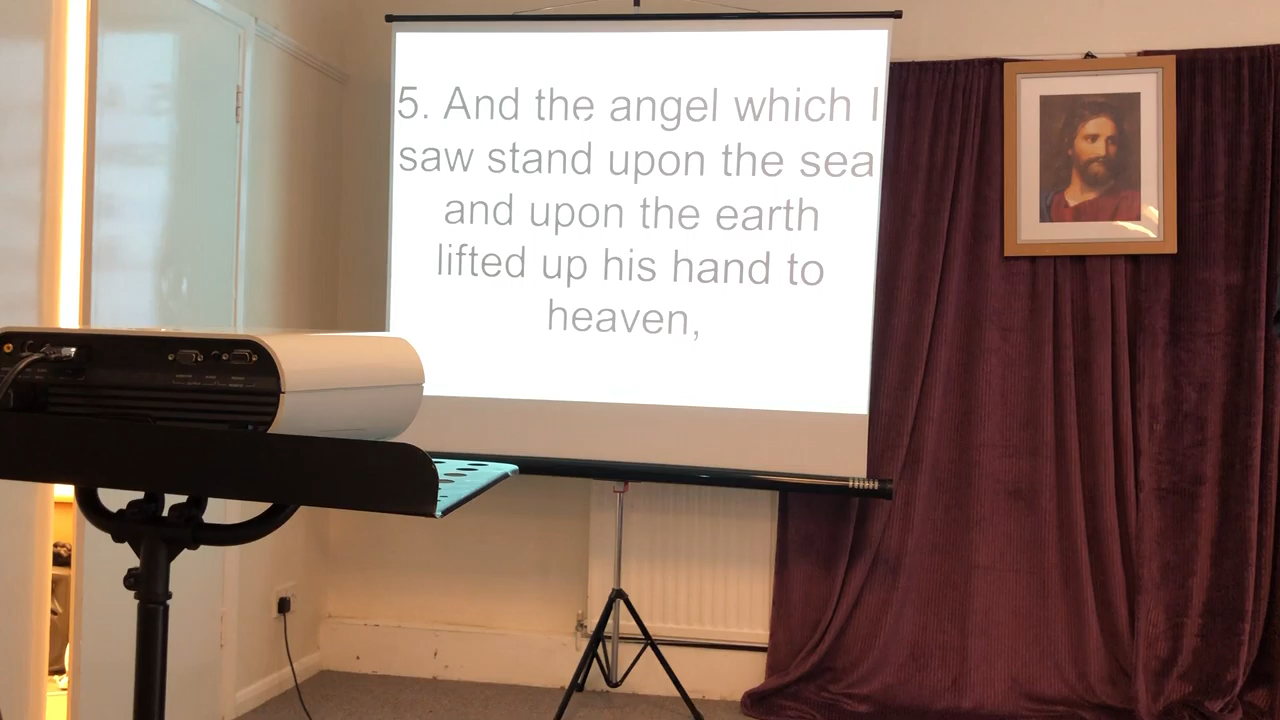 5. And the angel which I
saw stand upon the sea
and upon the earth
lifted up his hand to
heaven,